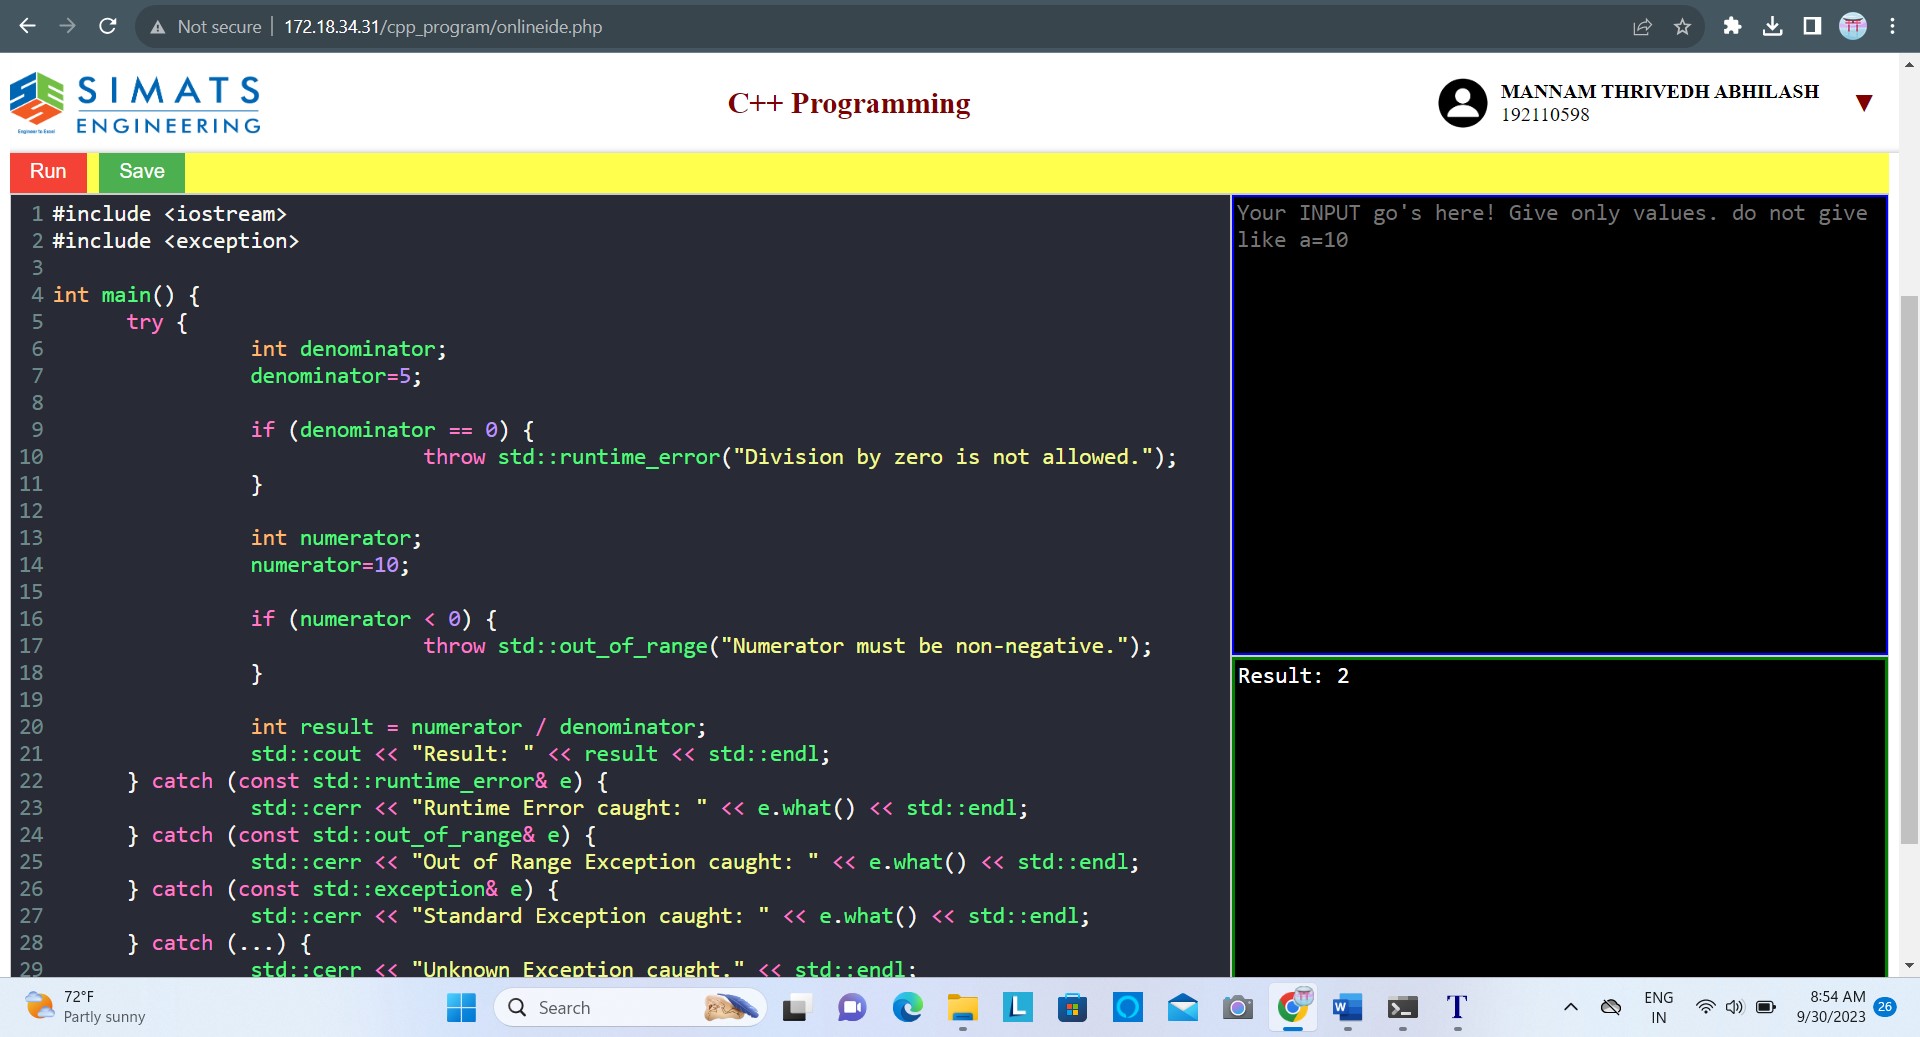 Not secure | 172.18.34.31/cpp_program/onlineide.php
SIMATS
ENGINEERING
Engineer to Excel
C++ Programming
MANNAM THRIVEDH ABHILASH
192110598
Run
Save
1 #include <iostream>
2 #include <exception>
3
4 int main() {
5 try {
6 int denominator;
7 denominator=5;
8
9 if (denominator == 0) {
10 throw std::runtime_error("Division by zero is not allowed.");
11 }
12
13 int numerator;
14 numerator=10;
15
16 if (numerator < 0) {
17 throw std::out_of_range("Numerator must be non-negative.");
18 }
19
20 int result = numerator / denominator;
21 std::cout << "Result: " << result << std::endl;
22 } catch (const std::runtime_error& e) {
23 std::cerr << "Runtime Error caught: " << e.what() << std::endl;
24 } catch (const std::out_of_range& e) {
25 std::cerr << "Out of Range Exception caught: " << e.what() << std::endl;
26 } catch (const std::exception& e) {
27 std::cerr << "Standard Exception caught: " << e.what() << std::endl;
28 } catch (...) {
29 std::cerr << "Unknown Exception caught." << std::endl;
Your INPUT go's here! Give only values. do not give
like a=10
Result: 2
72°F
Partly sunny
Search
L
W
T
ENG
IN
8:54 AM
9/30/2023
26